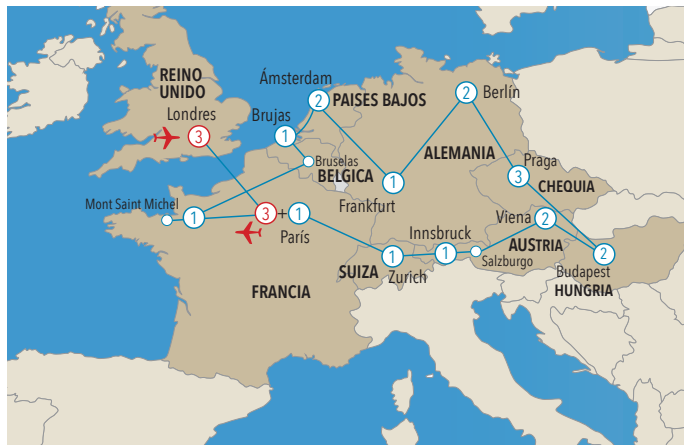 REINO
UNIDO
Londres
3
Ámsterdam
2
PAISES BAJOS
Brujas
1
Bruselas
BELGICA
2
Berlín
ALEMANIA
1
Frankfurt
Praga
3
CHEQUIA
Mont Saint Michel
1
3
+
1
París
Viena
2
AUSTRIA
Innsbruck
1
Salzburgo
SUIZA
1
Zurich
2
Budapest
HUNGRIA
FRANCIA